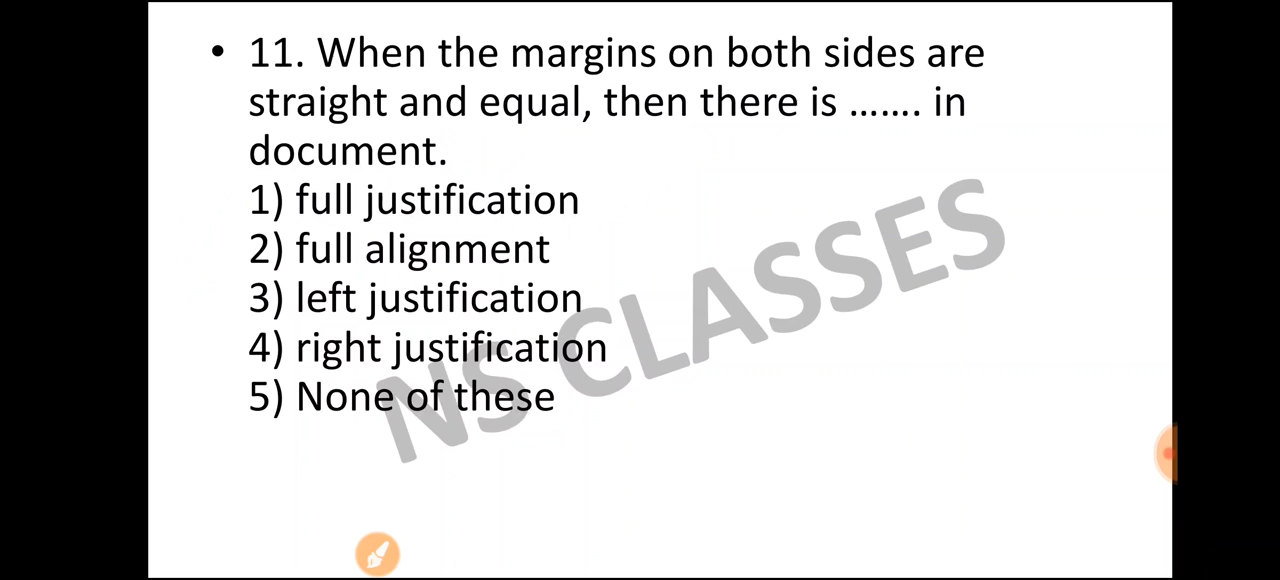 • 11. When the margins on both sides are
straight and equal, then there is ....... in
document.
1) full justification
2) full alignment
3) left justification
4) right justification
5) None of these
NS CLASSES